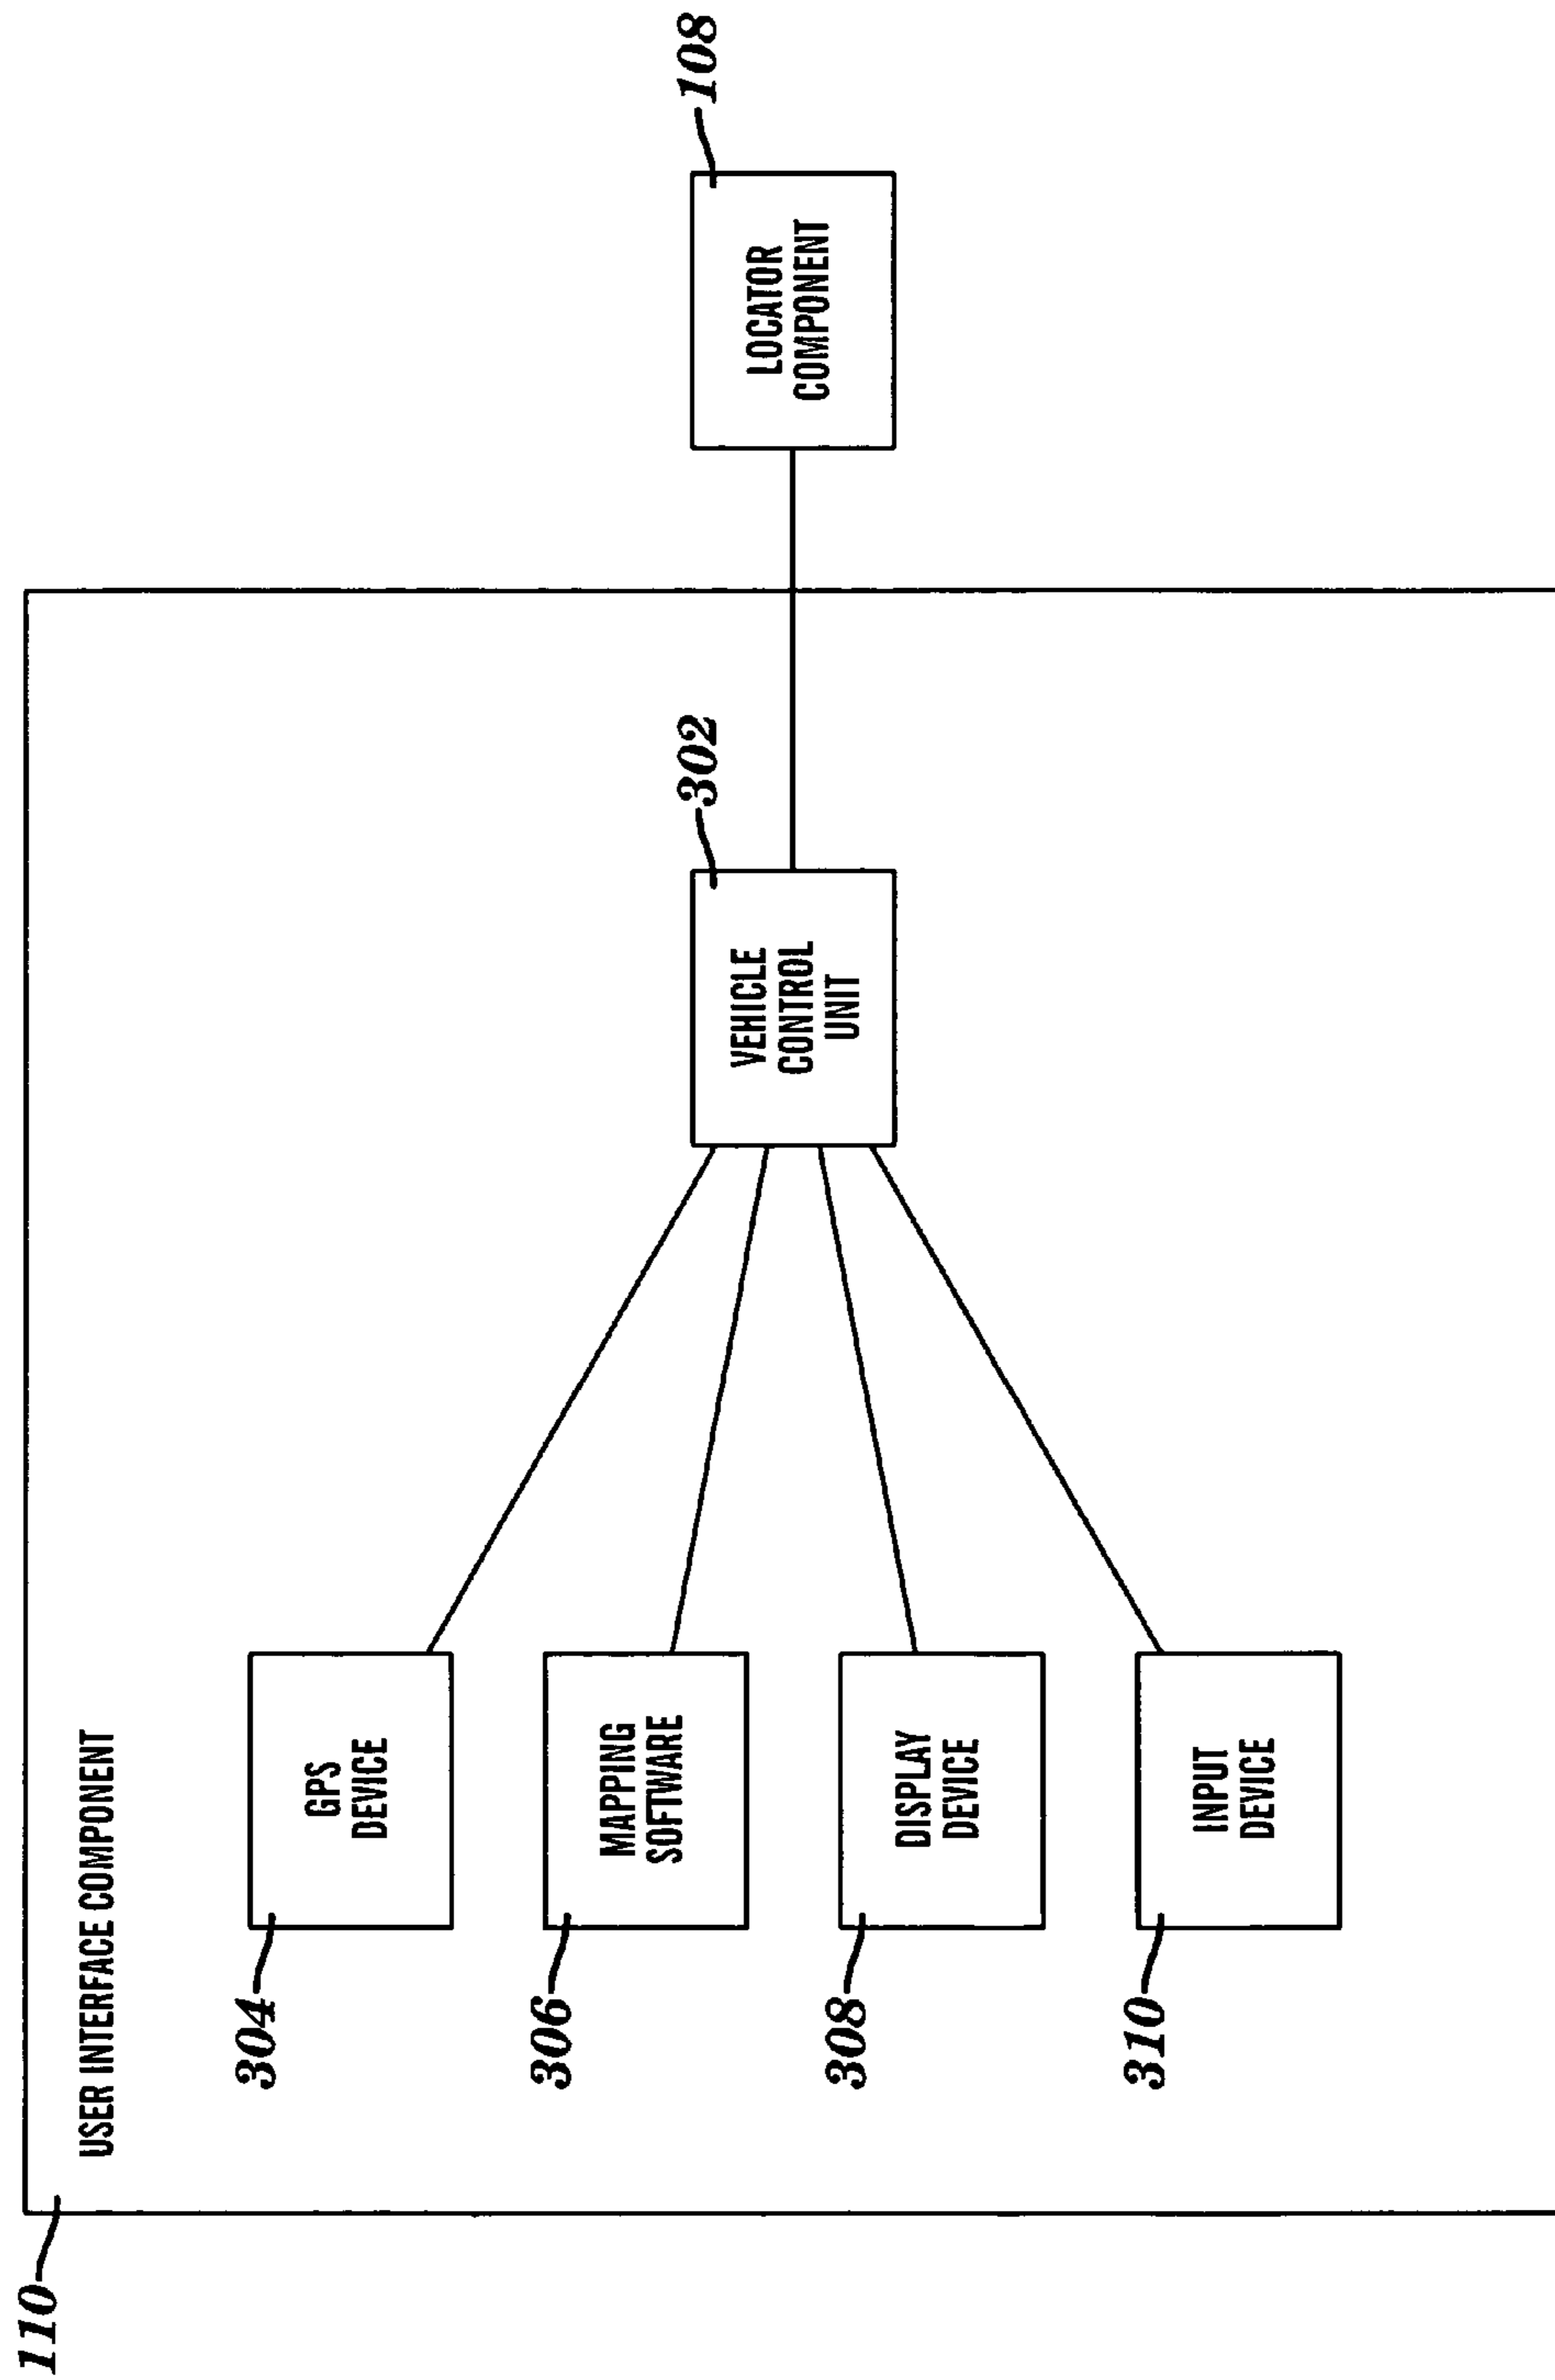 110
USER INTERFACE COMPONENT
304
GPS
DEVICE
306
MAPPING
SOFTWARE
308
DISPLAY
DEVICE
310
INPUT
DEVICE
302
VEHICLE
CONTROL
UNIT
108
LOCATOR
COMPONENT